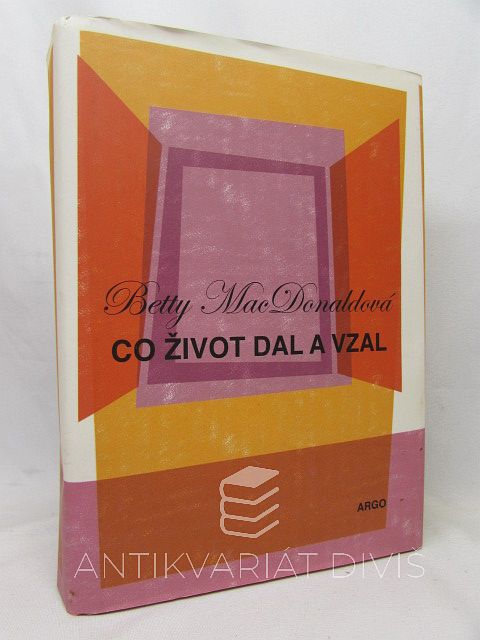 Betty MacDonaldová
CO ŽIVOT DAL A VZAL
ARGO
ANTIKVARIÁT DIVIŠ